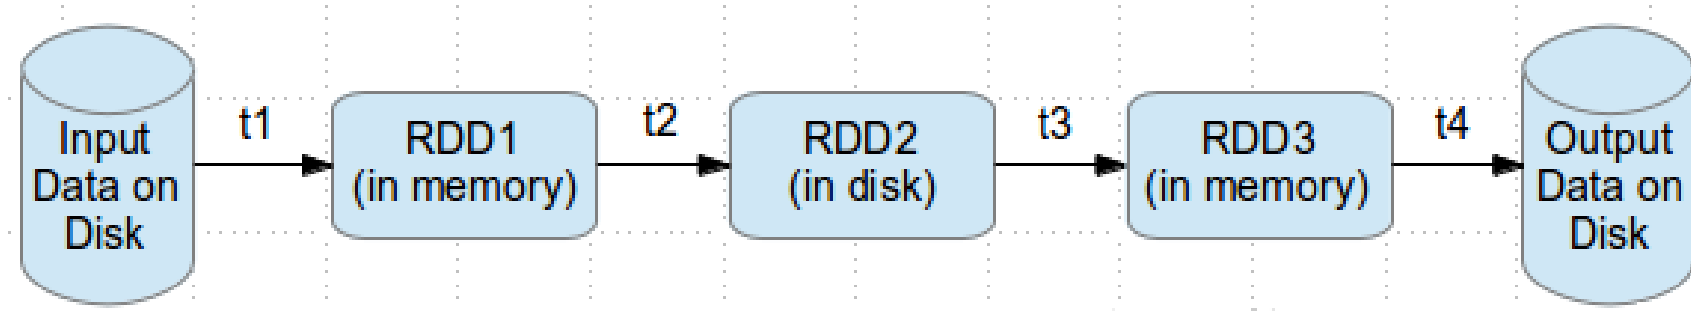 Input
Data on
Disk
t1
RDD1
(in memory)
t2
RDD2
(in disk)
t3
RDD3
(in memory)
t4
Output
Data on
Disk